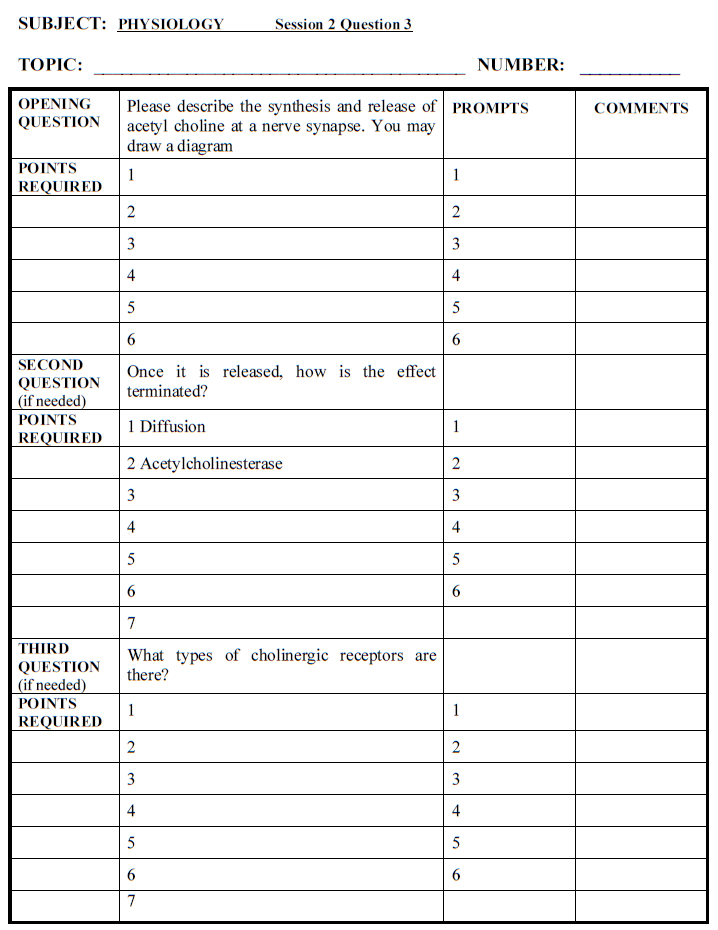 SUBJECT: PHYSIOLOGY Session 2 Question 3
TOPIC: ________________________________________ NUMBER: ___________
OPENING
QUESTION
Please describe the synthesis and release of
acetyl choline at a nerve synapse. You may
draw a diagram
PROMPTS
COMMENTS
POINTS
REQUIRED
1
1
2
2
3
3
4
4
5
5
6
6
SECOND
QUESTION
(if needed)
Once it is released, how is the effect
terminated?
POINTS
REQUIRED
1 Diffusion
1
2 Acetylcholinesterase
2
3
3
4
4
5
5
6
6
7
THIRD
QUESTION
(if needed)
What types of cholinergic receptors are
there?
POINTS
REQUIRED
1
1
2
2
3
3
4
4
5
5
6
6
7